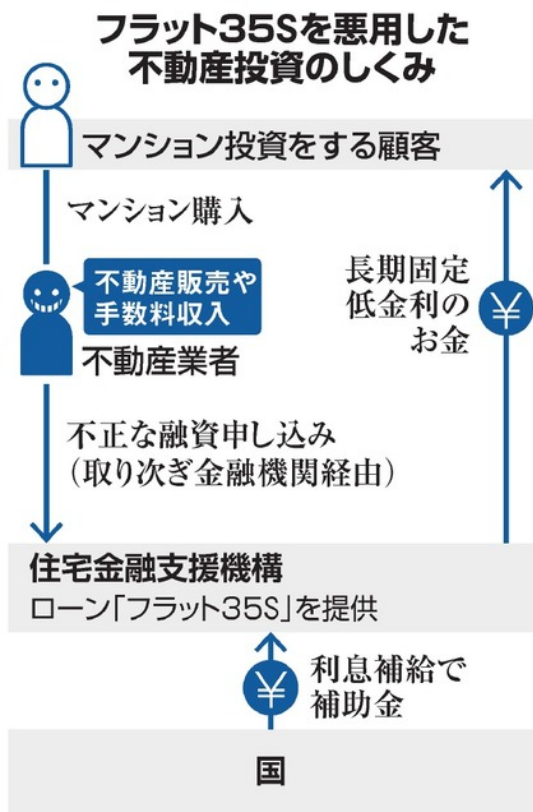 フラット35Sを悪用した
不動産投資のしくみ
マンション投資をする顧客
マンション購入
不動産販売や
手数料収入
不動産業者
長期固定
低金利の
お金
¥
不正な融資申し込み
(取り次ぎ金融機関経由)
住宅金融支援機構
ローン「フラット35S」を提供
¥
利息補給で
補助金
国